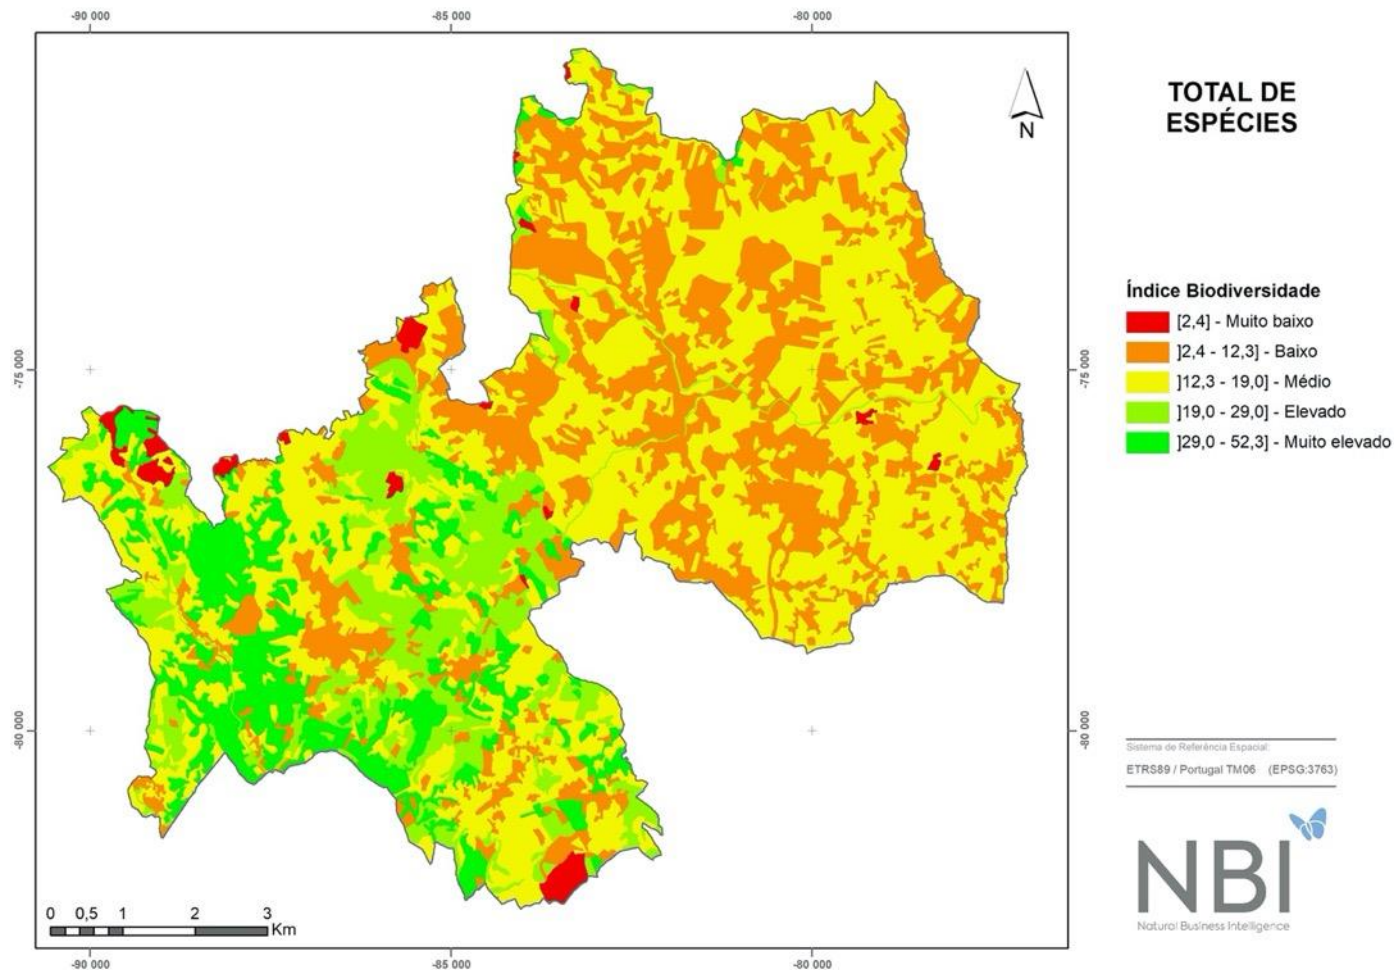 -90 000
-85 000
-80 000
TOTAL DE
ESPÉCIES
N
Índice Biodiversidade
]2,4] - Muito baixo
]2,4 - 12,3] - Baixo
]12,3 - 19,0] - Médio
]19,0 - 29,0] - Elevado
]29,0 - 52,3] - Muito elevado
-75 000
-75 000
-80 000
-80 000
Sistema de Referência Espacial:
ETRS89 / Portugal TM06 (EPSG:3763)
NBI
Natural Business Intelligence
0 0,5 1 2 3
Km
-90 000
-85 000
-80 000